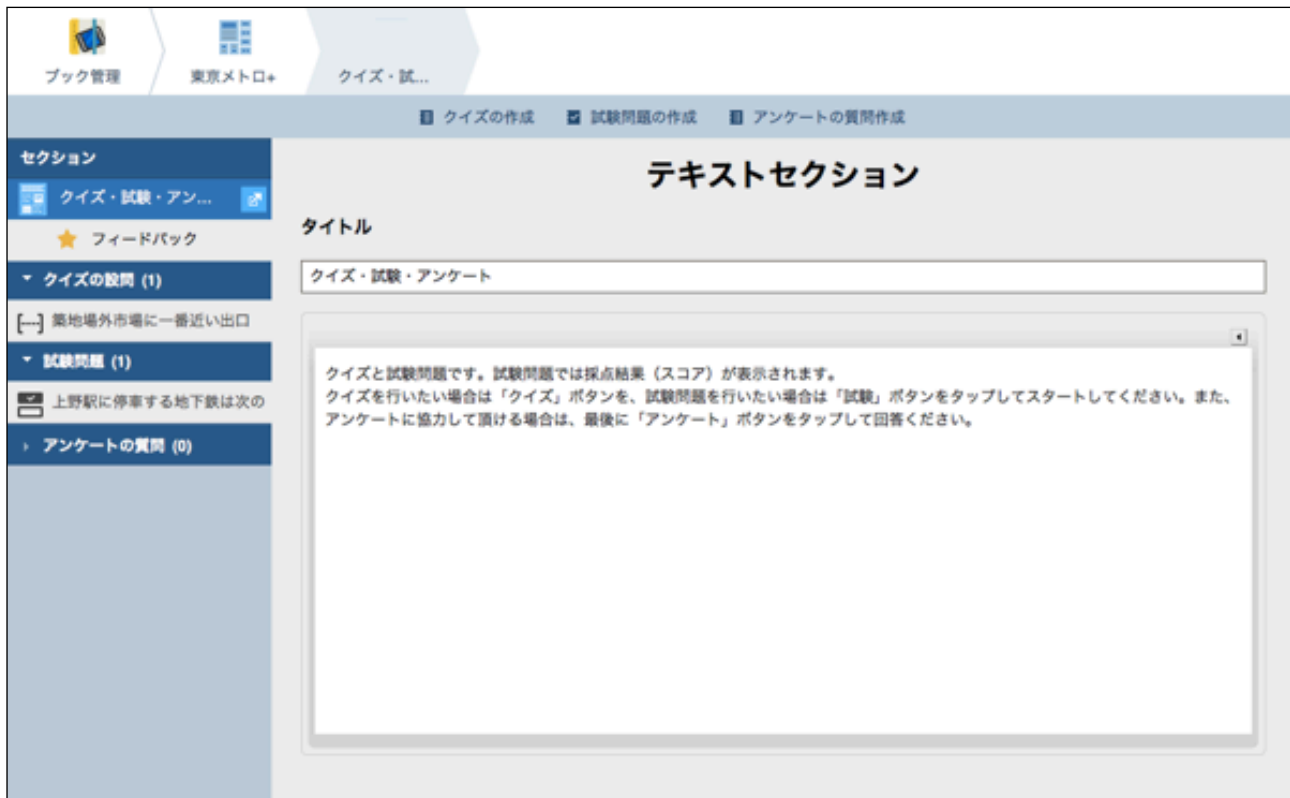 ブック管理
東京メトロ+
クイズ・試...
クイズの作成
試験問題の作成
アンケートの質問作成
セクション
クイズ・試験・アン...
フィードバック
クイズの設問 (1)
築地場外市場に一番近い出口
試験問題 (1)
上野駅に停車する地下鉄は次の
アンケートの質問 (0)
テキストセクション
タイトル
クイズ・試験・アンケート
クイズと試験問題です。試験問題では採点結果（スコア）が表示されます。
クイズを行いたい場合は「クイズ」ボタンを、試験問題を行いたい場合は「試験」ボタンをタップしてスタートしてください。また、
アンケートに協力して頂ける場合は、最後に「アンケート」ボタンをタップして回答ください。